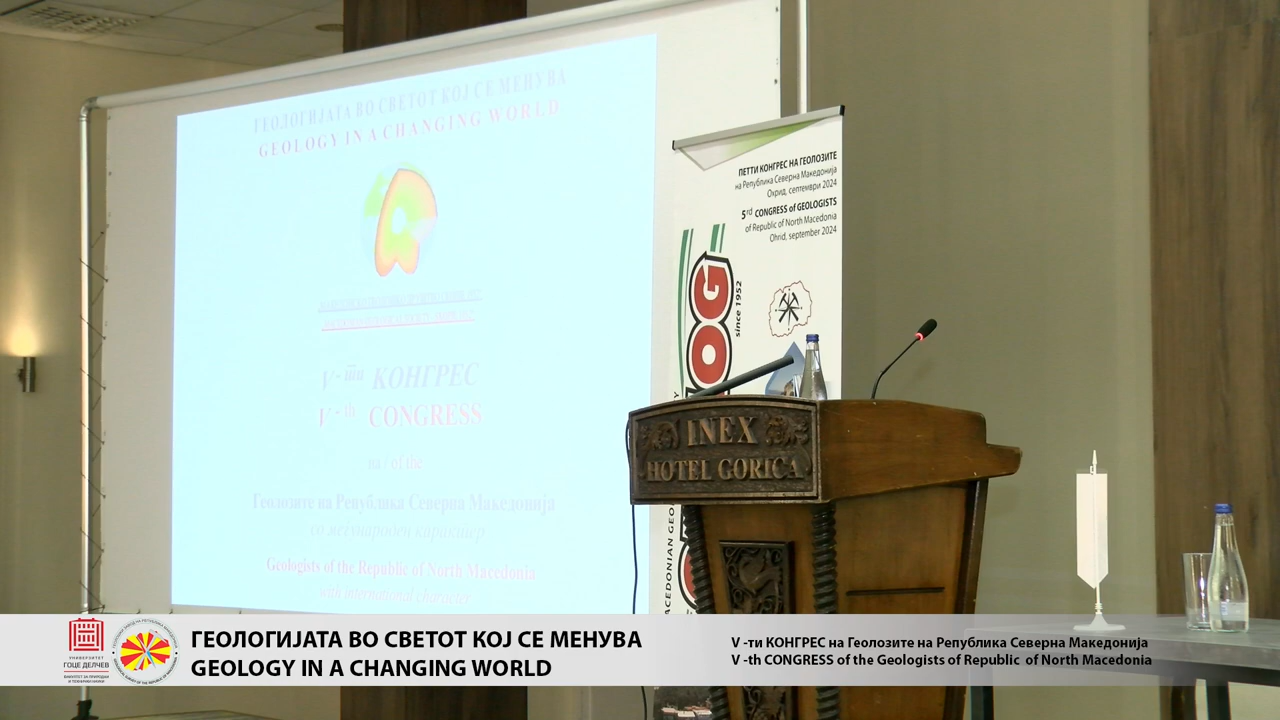 ГЕОЛОГИЈАТА ВО СВЕТОТ КОЈ СЕ МЕНУВА
GEOLOGY IN A CHANGING WORLD
V - ти КОНГРЕС
V - th CONGRESS
на / of the
Геолозите на Република Северна Македонија
со меѓународен карактер
Geologists of the Republic of North Macedonia
with international character
ПЕТТИ КОНГРЕС НА ГЕОЛОЗИТЕ
на Република Северна Македонија
Охрид, септември 2024
5rd CONGRESS of GEOLOGISTS
of Republic of North Macedonia
Ohrid, september 2024
since 1952
INEX
HOTEL GORICA
УНИВЕРЗИТЕТ
ГОЦЕ ДЕЛЧЕВ
ГЕОЛОГИЈАТА ВО СВЕТОТ КОЈ СЕ МЕНУВА
GEOLOGY IN A CHANGING WORLD
V -ти КОНГРЕС на Геолозите на Република Северна Македонија
V -th CONGRESS of the Geologists of Republic of North Macedonia